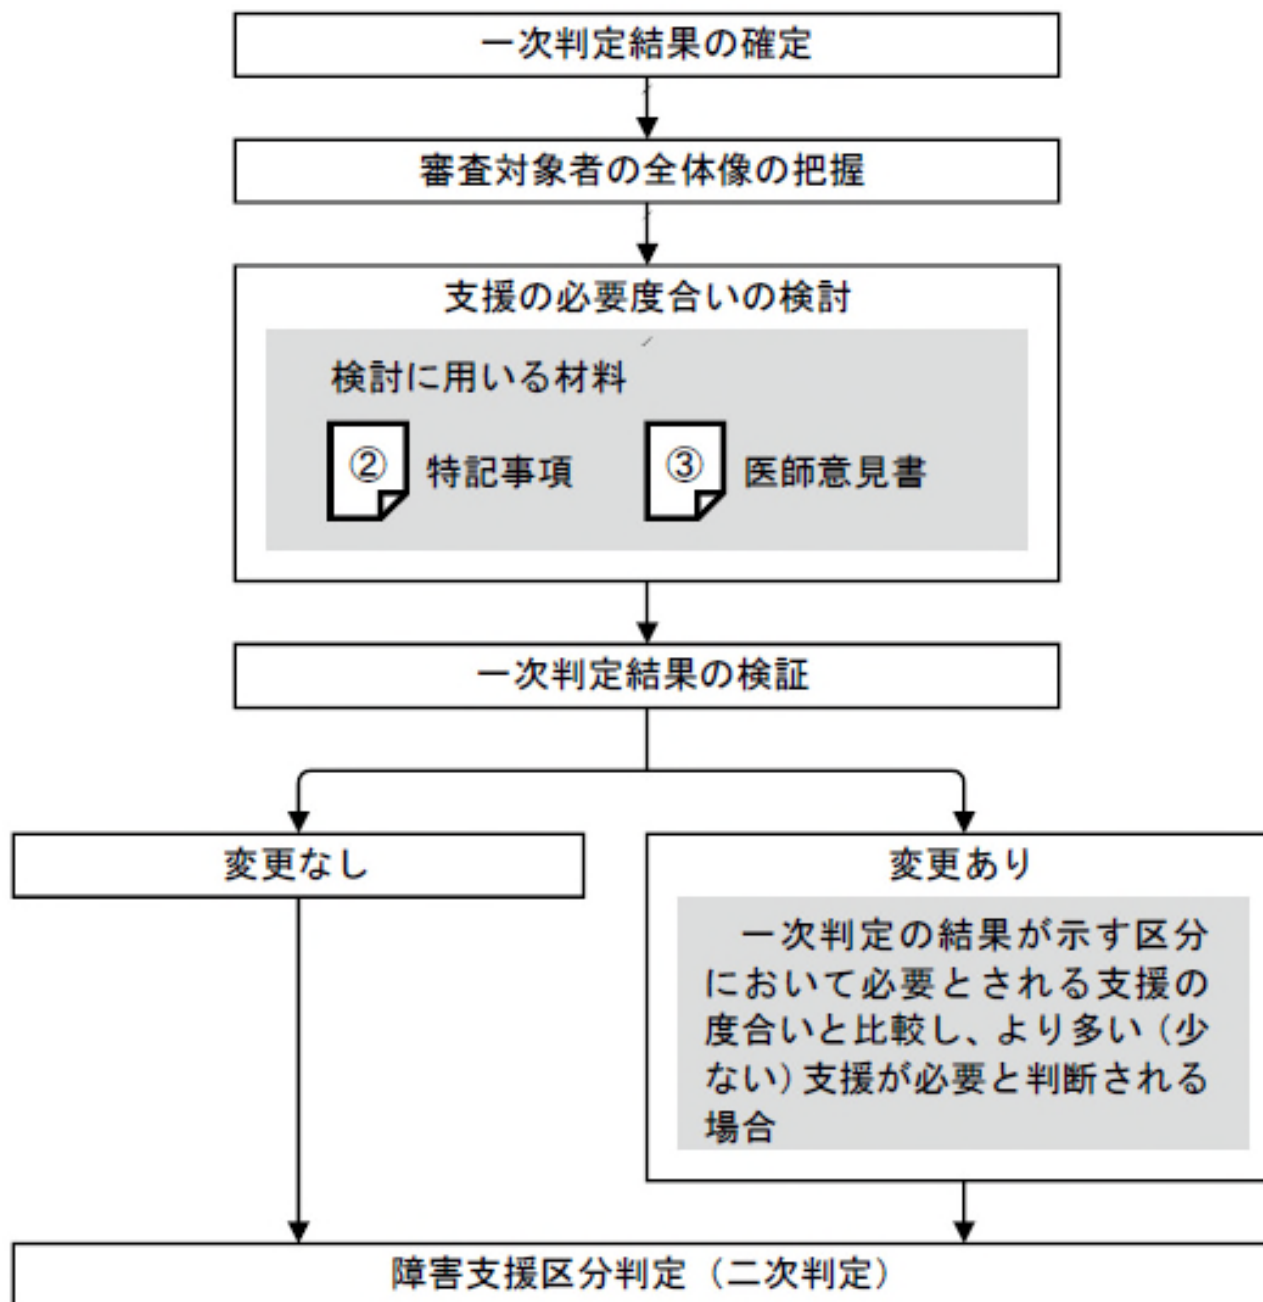 一次判定結果の確定
審査対象者の全体像の把握
支援の必要度合いの検討
検討に用いる材料
② 特記事項 ③ 医師意見書
一次判定結果の検証
変更なし
変更あり
一次判定の結果が示す区分
において必要とされる支援の
度合いと比較し、より多い(少
ない)支援が必要と判断される
場合
障害支援区分判定(二次判定)